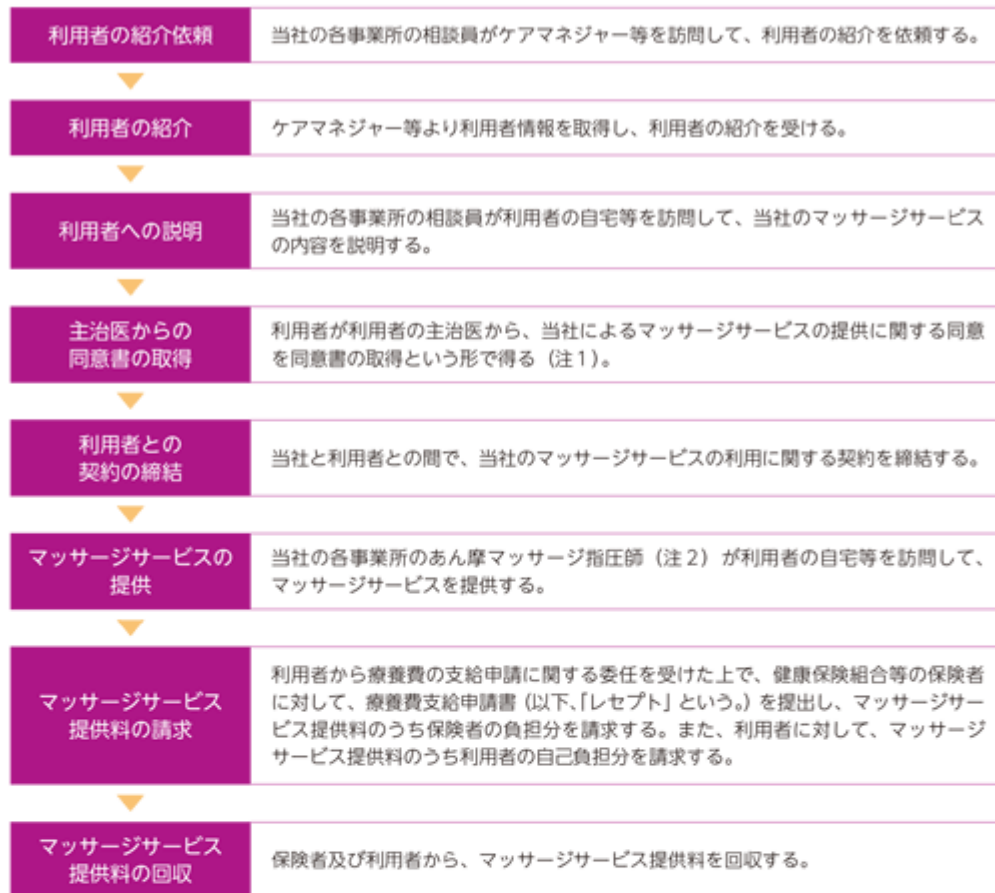 利用者の紹介依頼
当社の各事業所の相談員がケアマネジャー等を訪問して、利用者の紹介を依頼する。
利用者の紹介
ケアマネジャー等より利用者情報を取得し、利用者の紹介を受ける。
利用者への説明
当社の各事業所の相談員が利用者の自宅等を訪問して、当社のマッサージサービス
の内容を説明する。
主治医からの
同意書の取得
利用者が利用者の主治医から、当社によるマッサージサービスの提供に関する同意
を同意書の取得という形で得る（注１）。
利用者との
契約の締結
当社と利用者との間で、当社のマッサージサービスの利用に関する契約を締結する。
マッサージサービスの
提供
当社の各事業所のあん摩マッサージ指圧師（注２）が利用者の自宅等を訪問して、
マッサージサービスを提供する。
マッサージサービス
提供料の請求
利用者から療養費の支給申請に関する委任を受けた上で、健康保険組合等の保険者
に対して、療養費支給申請書（以下、「レセプト」という。）を提出し、マッサージサー
ビス提供料のうち保険者の負担分を請求する。また、利用者に対して、マッサージ
サービス提供料のうち利用者の自己負担分を請求する。
マッサージサービス
提供料の回収
保険者及び利用者から、マッサージサービス提供料を回収する。